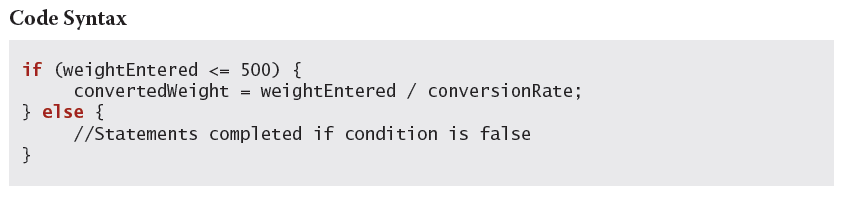 Code Syntax
if (weightEntered <= 500) {
convertedWeight = weightEntered / conversionRate;
} else {
//Statements completed if condition is false
}